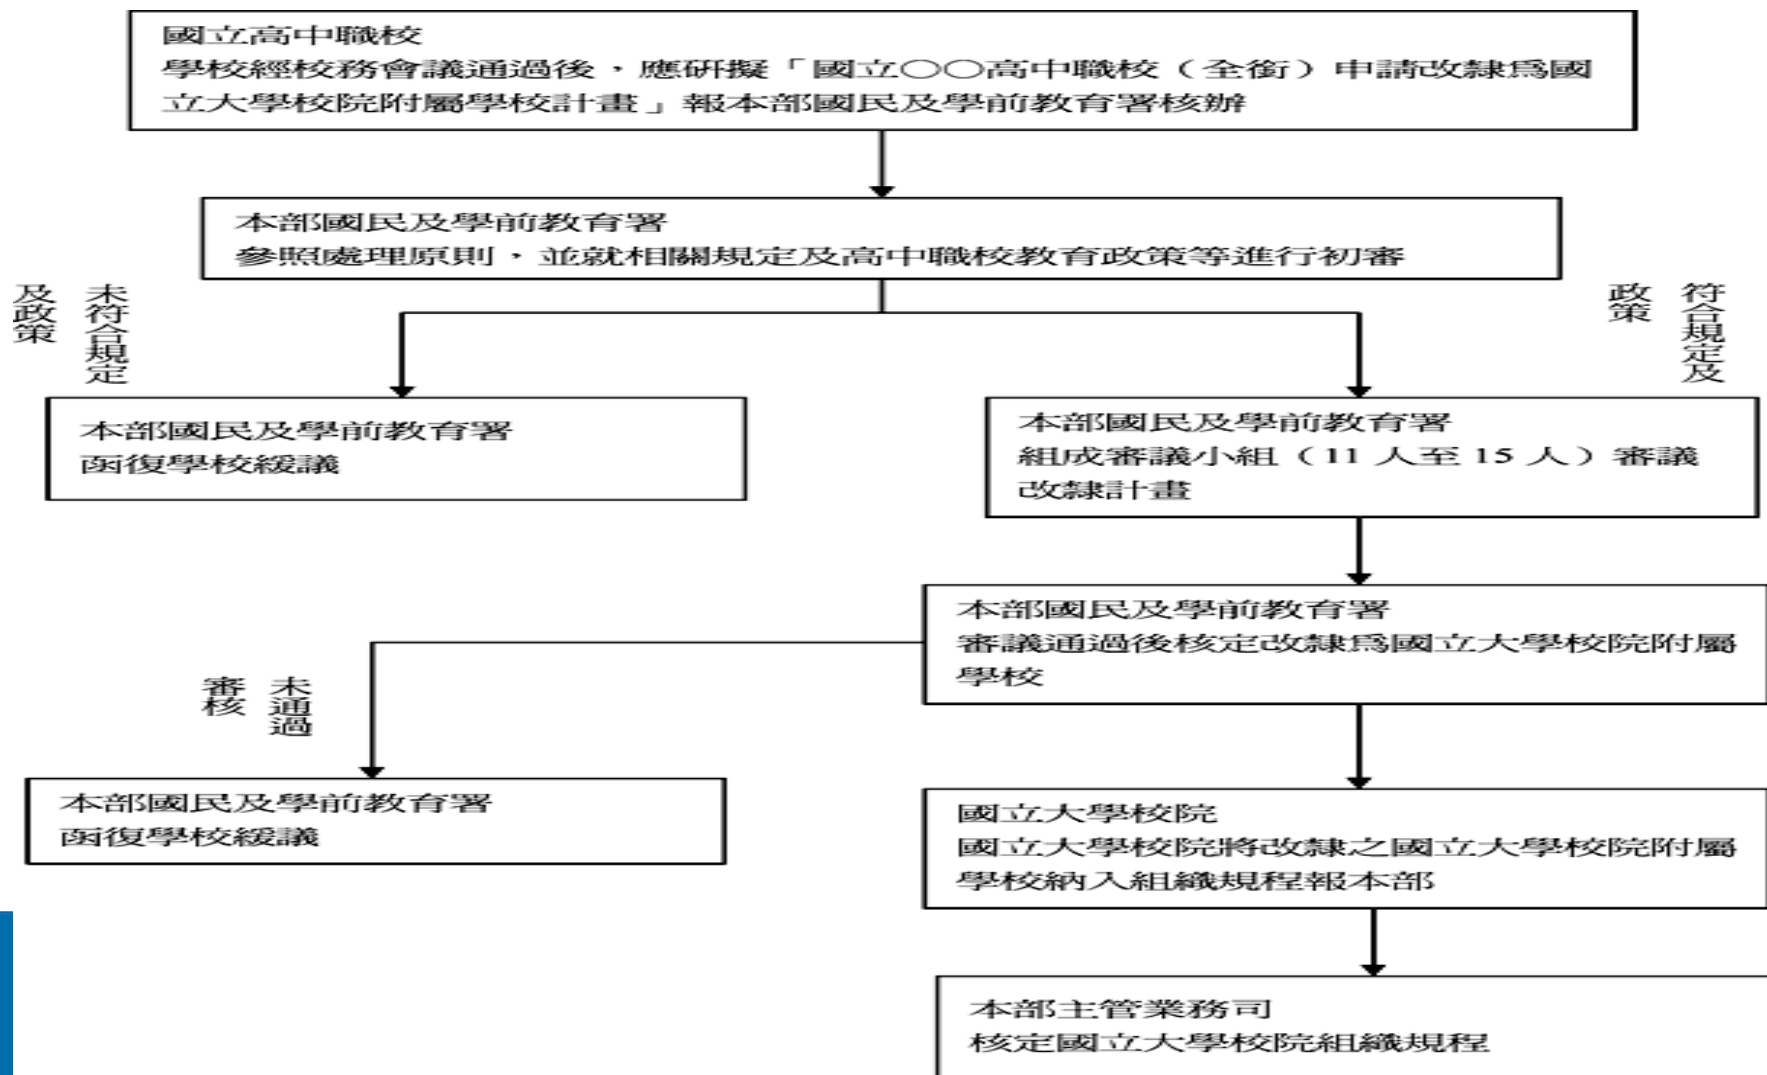 國立高中職校
學校經校務會議通過後，應研擬「國立○○高中職校（全銜）申請改隸為國
立大學校院附屬學校計畫」報本部國民及學前教育署核辦
本部國民及學前教育署
參照處理原則，並就相關規定及高中職校教育政策等進行初審
未符合規定
及政策
符合規定及
政策
本部國民及學前教育署
函復學校緩議
本部國民及學前教育署
組成審議小組（11 人至 15 人）審議
改隸計畫
本部國民及學前教育署
審議通過後核定改隸為國立大學校院附屬
學校
未通過
審核
本部國民及學前教育署
函復學校緩議
國立大學校院
國立大學校院將改隸之國立大學校院附屬
學校納入組織規程報本部
本部主管業務司
核定國立大學校院組織規程